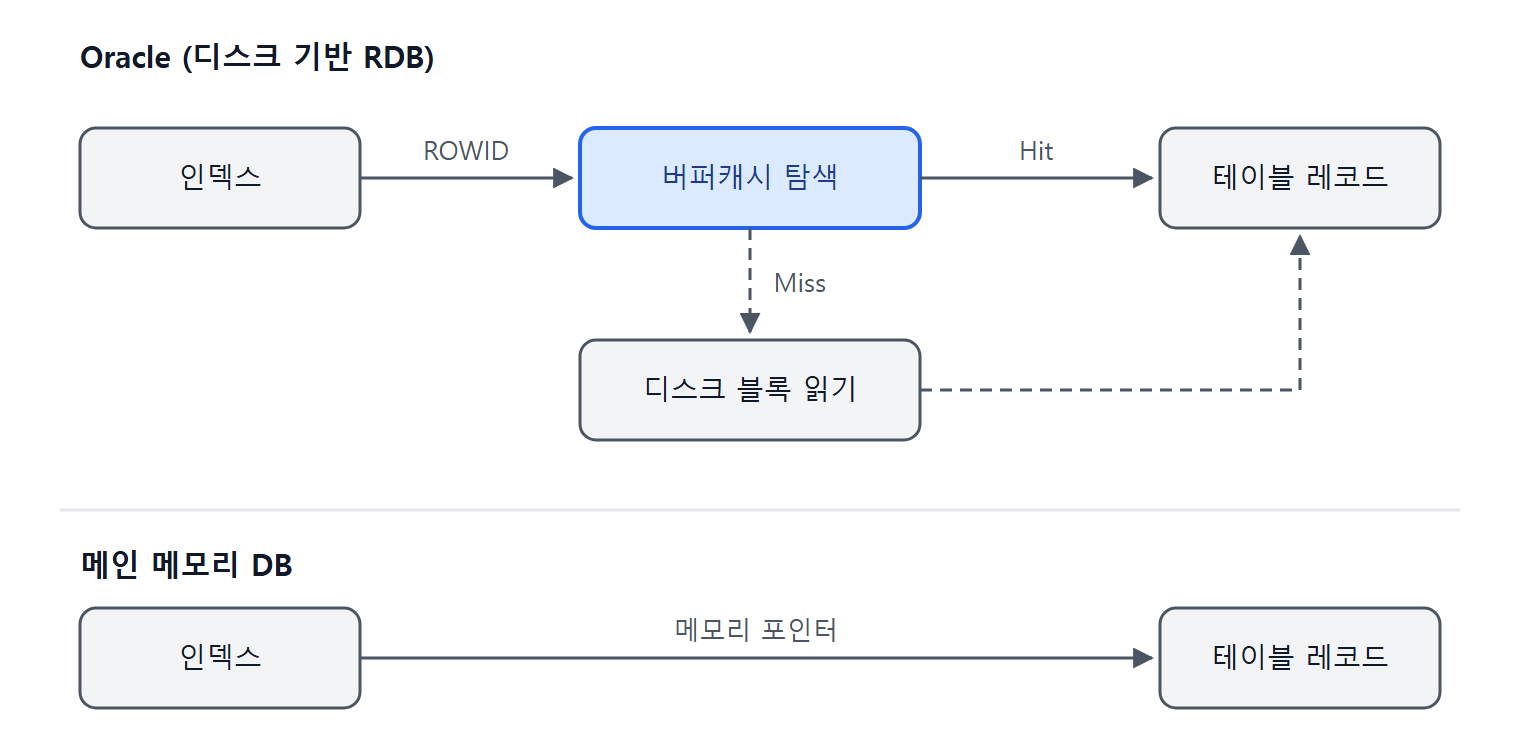 Oracle (디스크 기반 RDB)
인덱스
ROWID
버퍼캐시 탐색
Hit
테이블 레코드
Miss
디스크 블록 읽기
메인 메모리 DB
인덱스
메모리 포인터
테이블 레코드